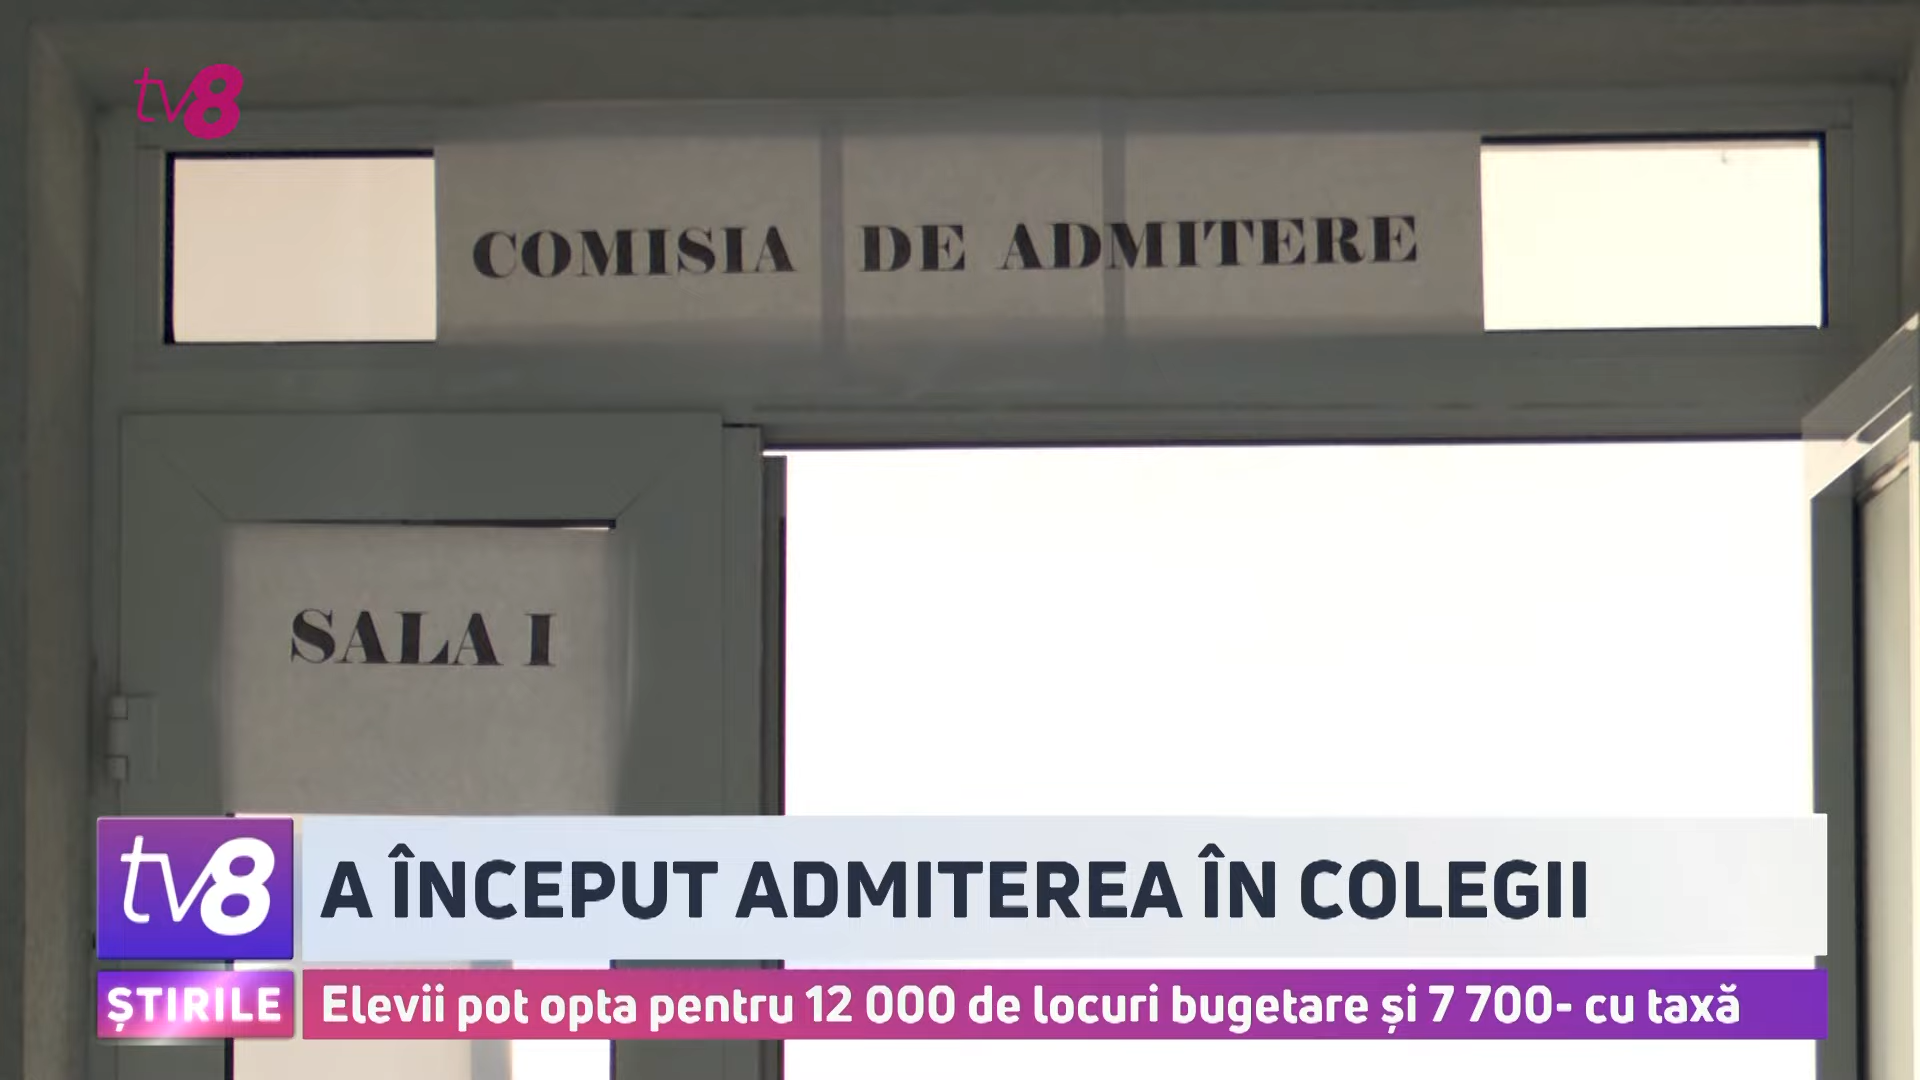 tv8
COMISIA DE ADMITERE
SALA I
tv8
A ÎNCEPUT ADMITEREA ÎN COLEGII
ȘTIRILE
Elevii pot opta pentru 12 000 de locuri bugetare și 7 700- cu taxă